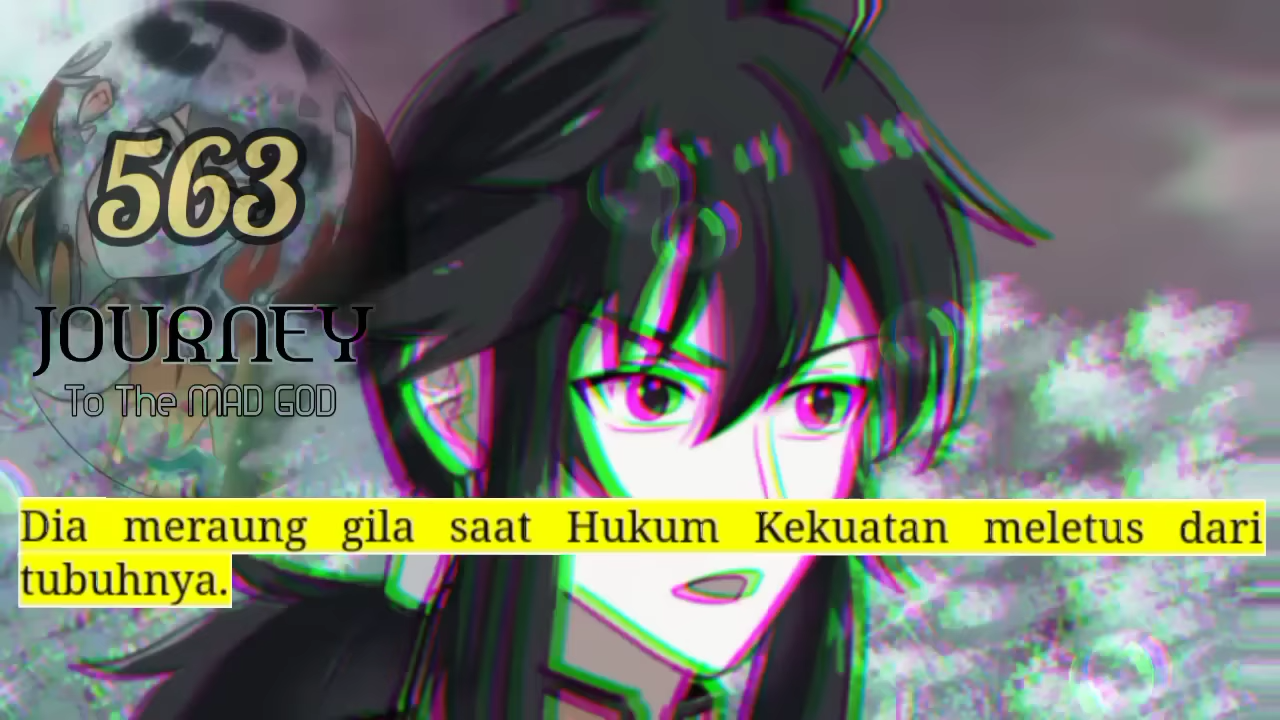 563
JOURNEY
To The MAD GOD
Dia meraung gila saat Hukum Kekuatan meletus dari
tubuhnya.